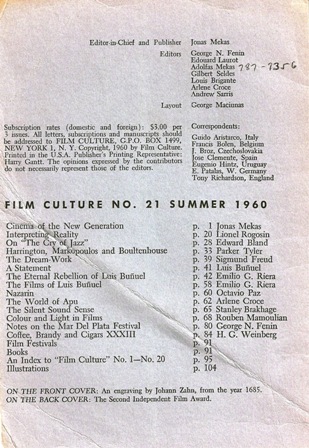 Editor-in-Chief and Publisher Jonas Mekas
Editors George N. Fenin
Edouard Laurot
Adolfas Mekas 787-7356
Gilbert Seldes
Louis Brigante
Arlene Croce
Andrew Sarris
Layout George Maciunas
Subscription rates (domestic and foreign): $3.00 per
3 issues. All letters, subscriptions and manuscripts should
be addressed to FILM CULTURE, G.P.O. BOX 1499,
NEW YORK 1, N. Y. Copyright, 1960 by Film Culture.
Printed in the U.S.A. Publisher's Printing Representative:
Harry Gantt. The opinions expressed by the contributors
do not necessarily represent those of the editors.
Correspondents:
Guido Aristarco, Italy
Francis Bolen, Belgium
J. Broz, Czechoslovakia
Jose Clemente, Spain
Eugenio Hintz, Uruguay
E. Patalas, W. Germany
Tony Richardson, England
FILM CULTURE NO. 21 SUMMER 1960
Cinema of the New Generation p. 1 Jonas Mekas
Interpreting Reality p. 20 Lionel Rogosin
On "The Cry of Jazz" p. 28 Edward Bland
Harrington, Markopoulos and Boultenhouse p. 33 Parker Tyler
The Dream-Work p. 39 Sigmund Freud
A Statement p. 41 Luis Buñuel
The Eternal Rebellion of Luis Buñuel p. 42 Emilio G. Riera
The Films of Luis Buñuel p. 58 Emilio G. Riera
Nazarin p. 60 Octavio Paz
The World of Apu p. 62 Arlene Croce
The Silent Sound Sense p. 65 Stanley Brakhage
Colour and Light in Films p. 68 Rouben Mamoulian
Notes on the Mar Del Plata Festival p. 80 George N. Fenin
Coffee, Brandy and Cigars XXXIII p. 84 H. G. Weinberg
Film Festivals p. 91
Books p. 91
An Index to "Film Culture" No. 1—No. 20 p. 95
Illustrations p. 104
ON THE FRONT COVER: An engraving by Johann Zahn, from the year 1685.
ON THE BACK COVER: The Second Independent Film Award.